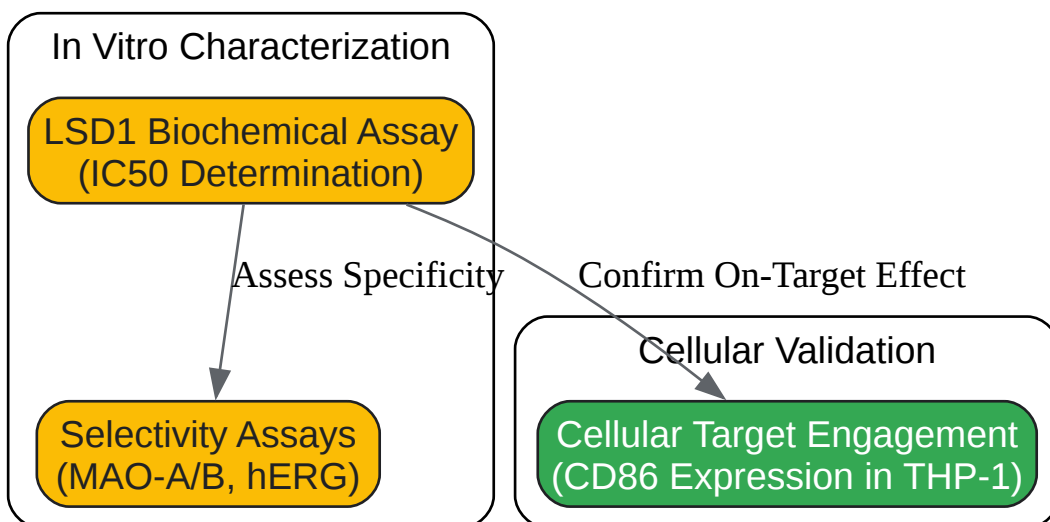 In Vitro Characterization
LSD1 Biochemical Assay
(IC50 Determination)
Assess Specificity
Confirm On-Target Effect
Cellular Validation
Selectivity Assays
(MAO-A/B, hERG)
Cellular Target Engagement
(CD86 Expression in THP-1)